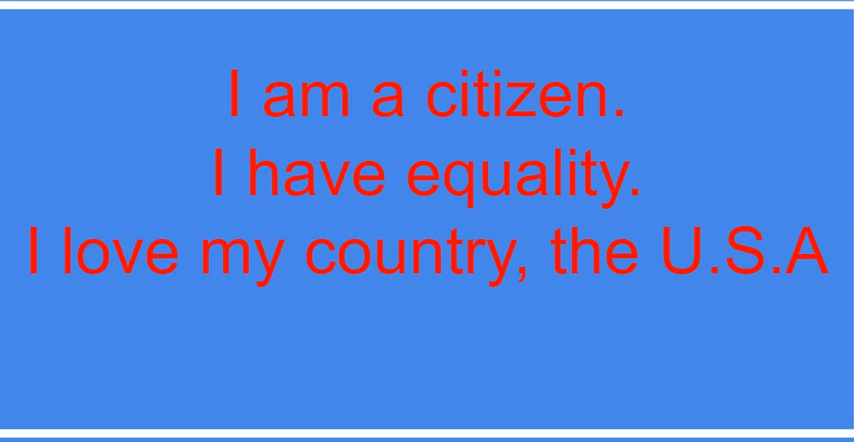 I am a citizen.
I have equality.
I love my country, the U.S.A